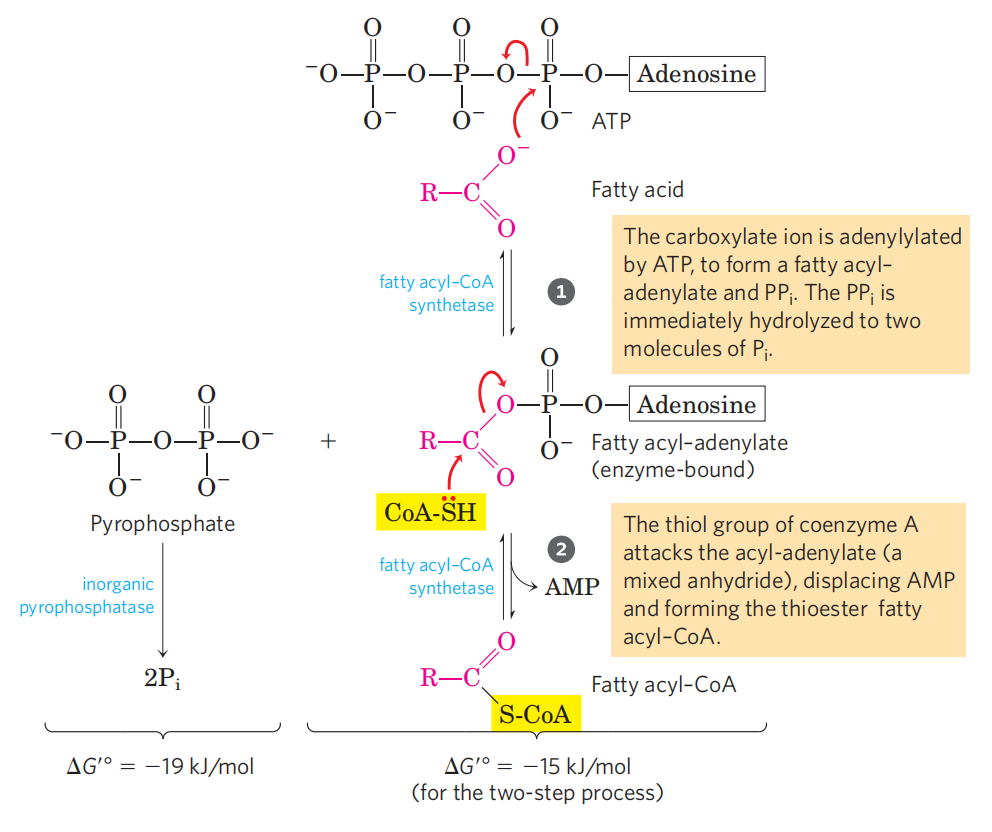 O O O
⁻O—P—O—P—O—P—O—Adenosine
O⁻ O⁻ O⁻ ATP
O⁻
R—C
Fatty acid
O
The carboxylate ion is adenylylated
by ATP, to form a fatty acyl–
adenylate and PPᵢ. The PPᵢ is
immediately hydrolyzed to two
molecules of Pᵢ.
fatty acyl–CoA
synthetase
1
O O
⁻O—P—O—P—O⁻
O⁻ O⁻
Pyrophosphate
+
O
O—P—O—Adenosine
R—C
O⁻
O
Fatty acyl–adenylate
(enzyme-bound)
CoA-S̈H
inorganic
pyrophosphatase
2Pᵢ
fatty acyl–CoA
synthetase
2
AMP
The thiol group of coenzyme A
attacks the acyl-adenylate (a
mixed anhydride), displacing AMP
and forming the thioester fatty
acyl–CoA.
O
R—C
S-CoA
Fatty acyl–CoA
ΔG′° = −19 kJ/mol
ΔG′° = −15 kJ/mol
(for the two-step process)